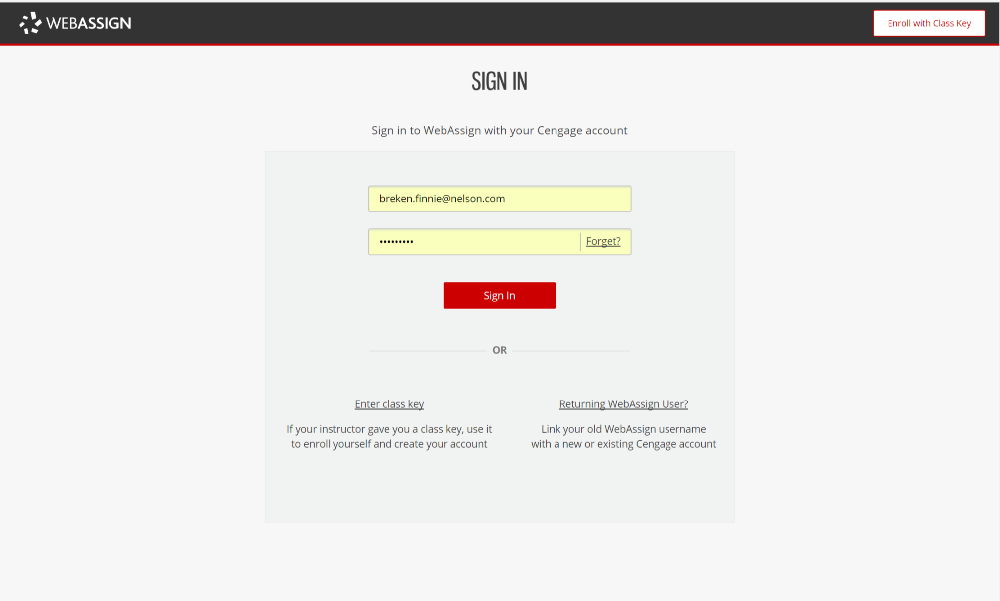 WEBASSIGN
Enroll with Class Key
SIGN IN
Sign in to WebAssign with your Cengage account
breken.finnie@nelson.com
•••••••••
Forget?
Sign In
OR
Enter class key
If your instructor gave you a class key, use it
to enroll yourself and create your account
Returning WebAssign User?
Link your old WebAssign username
with a new or existing Cengage account